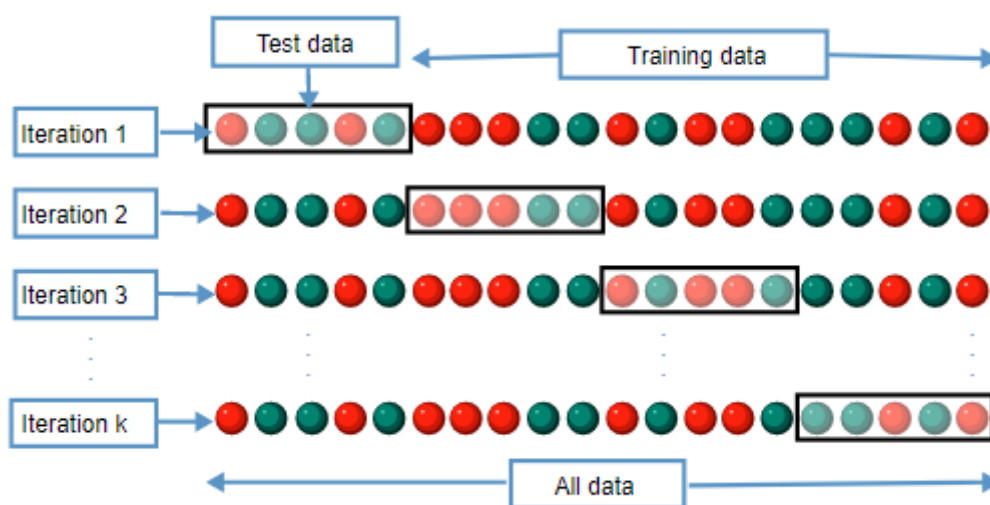 Test data
Training data
Iteration 1
Iteration 2
Iteration 3
Iteration k
All data